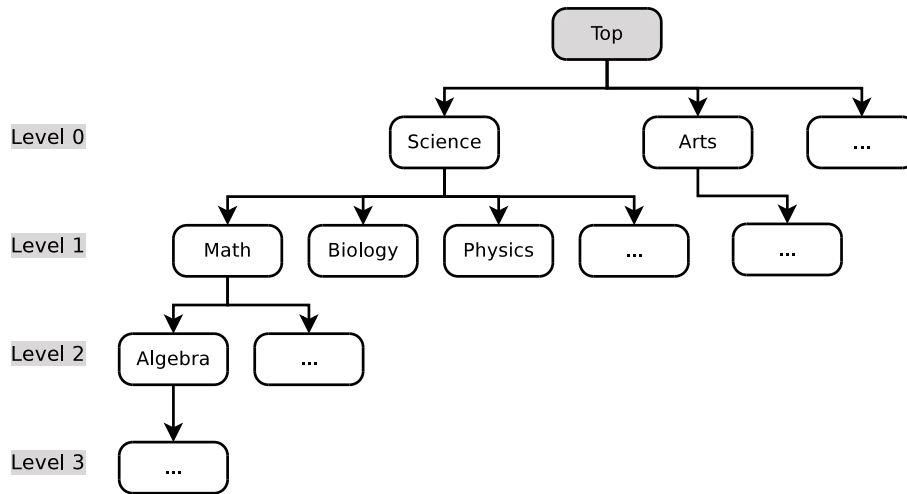 Top
Level 0
Science
Arts
...
Level 1
Math
Biology
Physics
...
...
Level 2
Algebra
...
Level 3
...